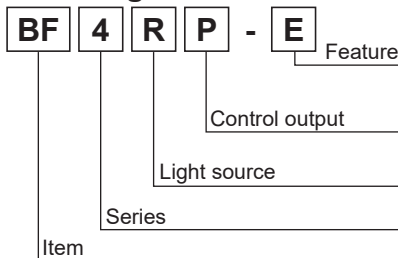 BF 4 R P - E
Feature
Control output
Light source
Series
Item